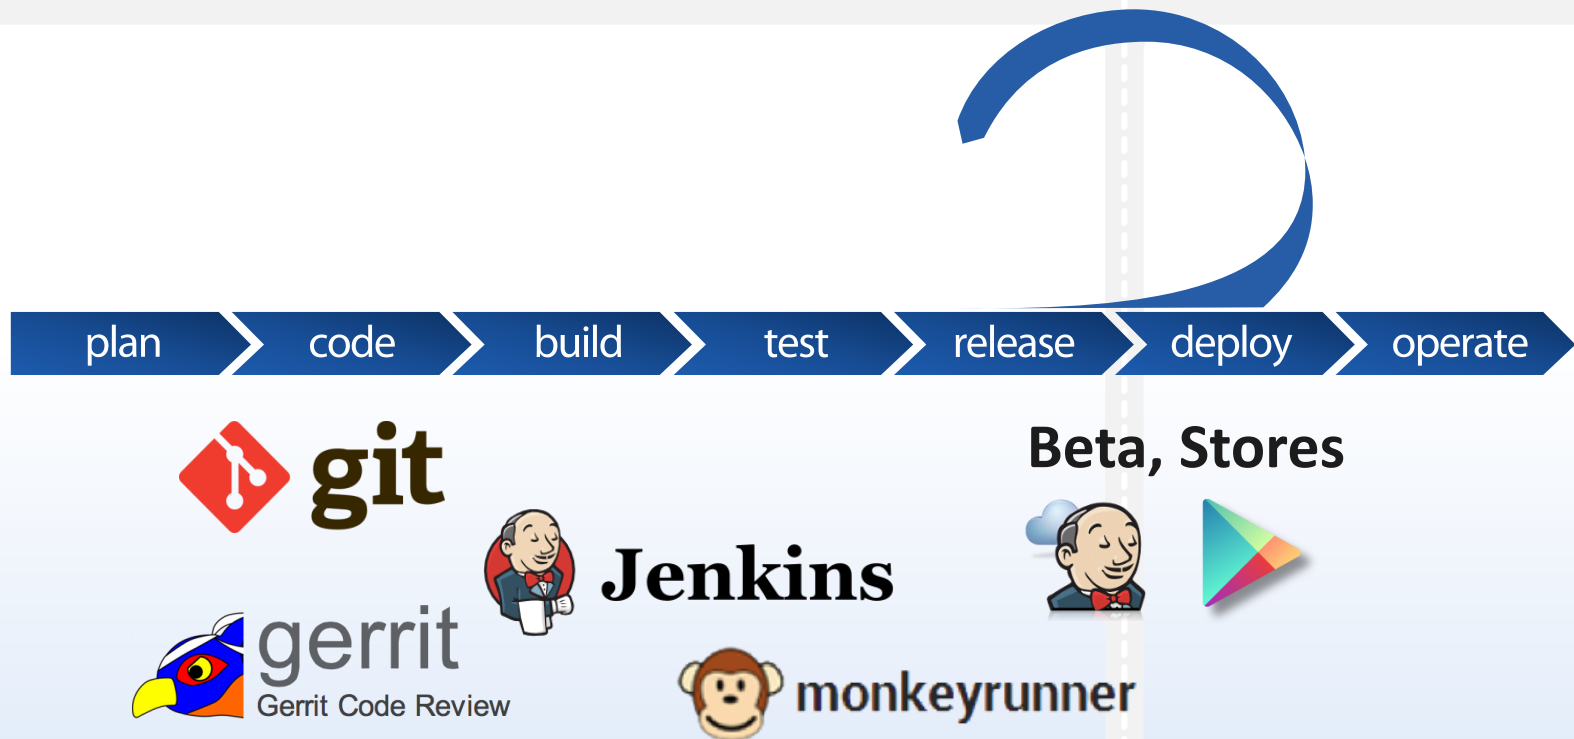 plan code build test release deploy operate
git
Beta, Stores
Jenkins
gerrit
Gerrit Code Review
monkeyrunner